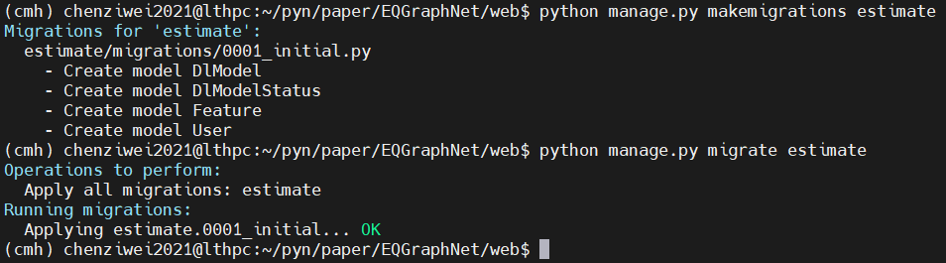 (cmh) chenziwei2021@lthpc:~/pyn/paper/EQGraphNet/web$ python manage.py makemigrations estimate
Migrations for 'estimate':
  estimate/migrations/0001_initial.py
    - Create model DlModel
    - Create model DlModelStatus
    - Create model Feature
    - Create model User
(cmh) chenziwei2021@lthpc:~/pyn/paper/EQGraphNet/web$ python manage.py migrate estimate
Operations to perform:
  Apply all migrations: estimate
Running migrations:
  Applying estimate.0001_initial... OK
(cmh) chenziwei2021@lthpc:~/pyn/paper/EQGraphNet/web$